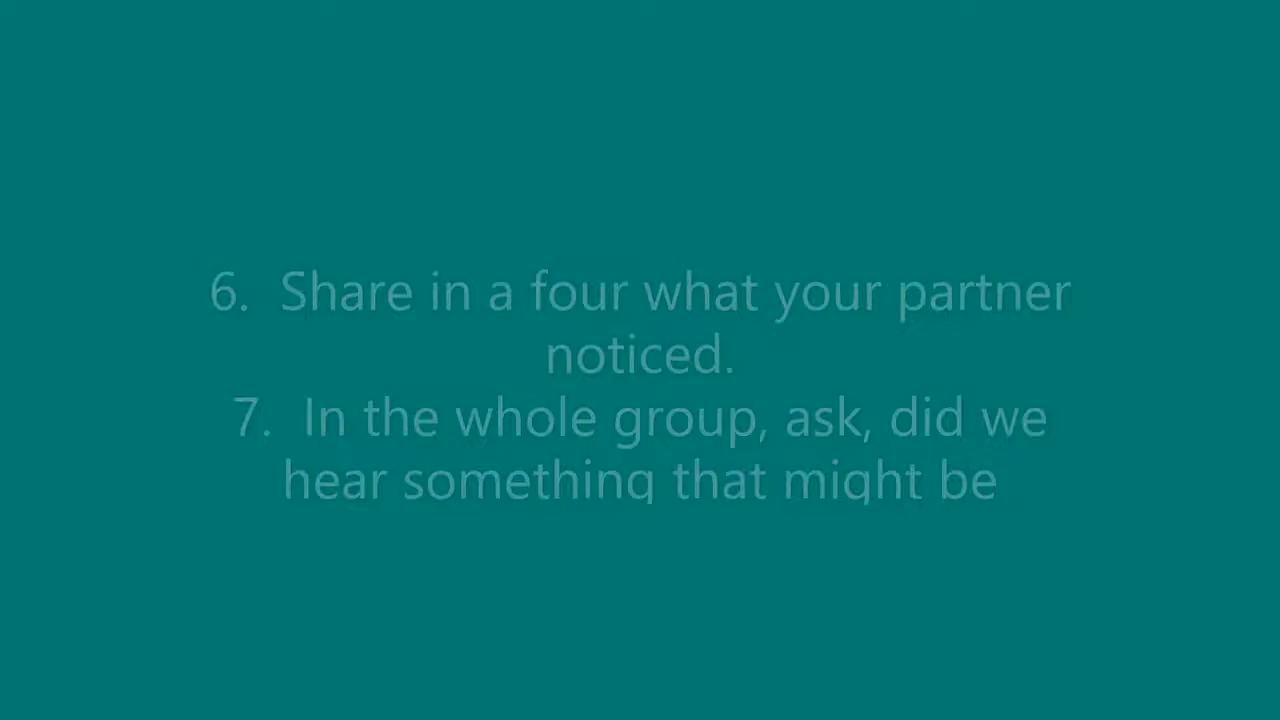 6.  Share in a four what your partner
noticed.
7.  In the whole group, ask, did we
hear something that might be